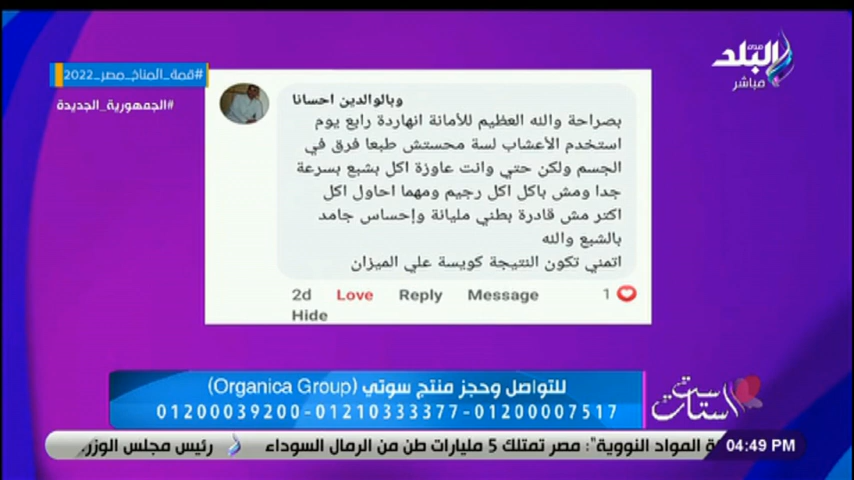 #قمة_المناخ_مصر_2022
#الجمهورية_الجديدة
صدى
البلد
مباشر
وبالوالدين احسانا
بصراحة والله العظيم للأمانة انهاردة رابع يوم
استخدم الأعشاب لسة محستش طبعا فرق في
الجسم ولكن حتي وانت عاوزة اكل بشبع بسرعة
جدا ومش باكل اكل رجيم ومهما احاول اكل
اكتر مش قادرة بطني مليانة وإحساس جامد
بالشبع والله
اتمني تكون النتيجة كويسة علي الميزان
2d Love Reply Message 1
Hide
للتواصل وحجز منتج سوتي (Organica Group)
01200039200-01210333377-01200007517
ست الستات
ة المواد النووية": مصر تمتلك 5 مليارات طن من الرمال السوداء رئيس مجلس الوزر
04:49 PM